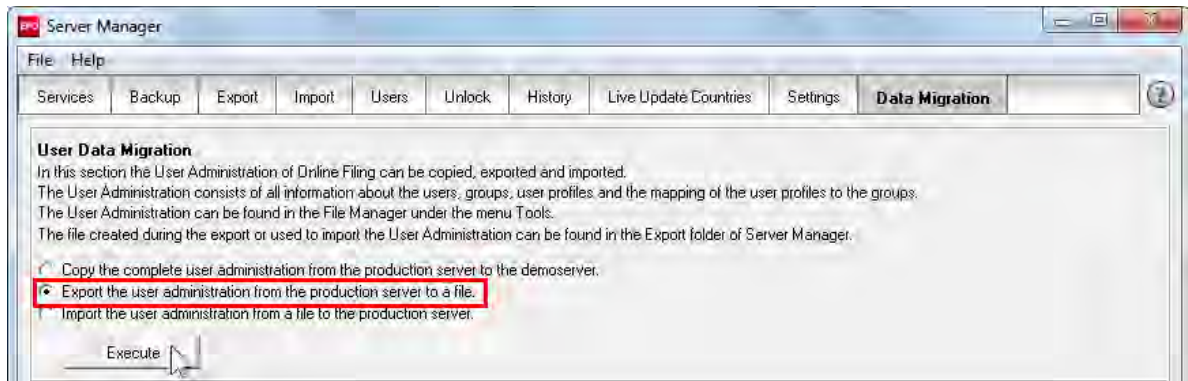 EPO Server Manager
File Help
Services Backup Export Import Users Unlock History Live Update Countries Settings Data Migration ?
User Data Migration
In this section the User Administration of Online Filing can be copied, exported and imported.
The User Administration consists of all information about the users, groups, user profiles and the mapping of the user profiles to the groups.
The User Administration can be found in the File Manager under the menu Tools.
The file created during the export or used to import the User Administration can be found in the Export folder of Server Manager.
Copy the complete user administration from the production server to the demoserver.
Export the user administration from the production server to a file.
Import the user administration from a file to the production server.
Execute